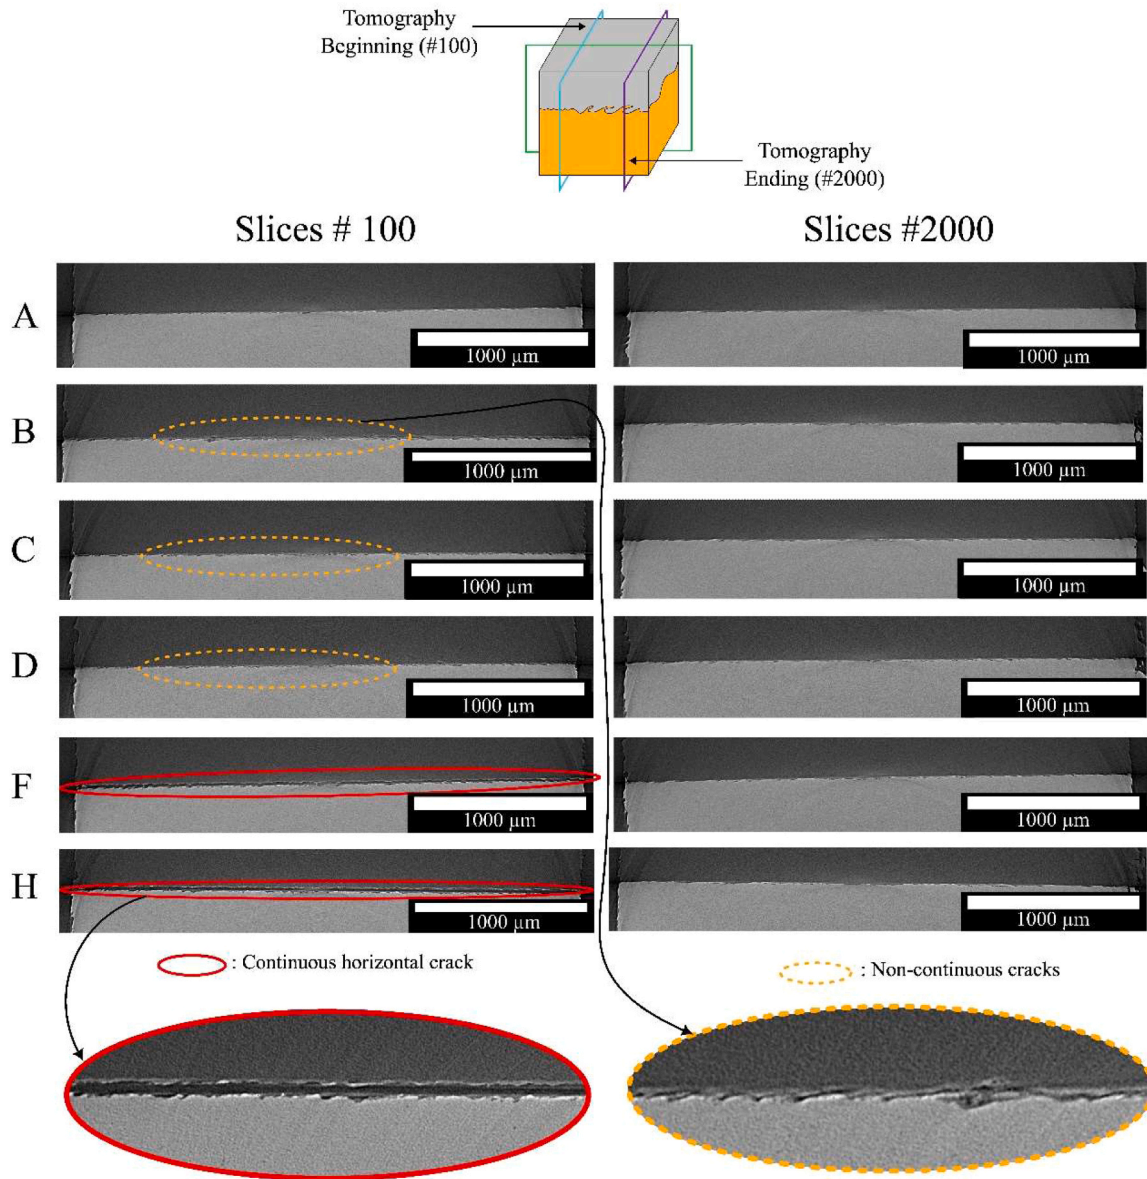 Tomography
Beginning (#100)
Tomography
Ending (#2000)
Slices # 100
Slices #2000
A
1000 µm
1000 µm
B
1000 µm
1000 µm
C
1000 µm
1000 µm
D
1000 µm
1000 µm
F
1000 µm
1000 µm
H
1000 µm
1000 µm
: Continuous horizontal crack
: Non-continuous cracks